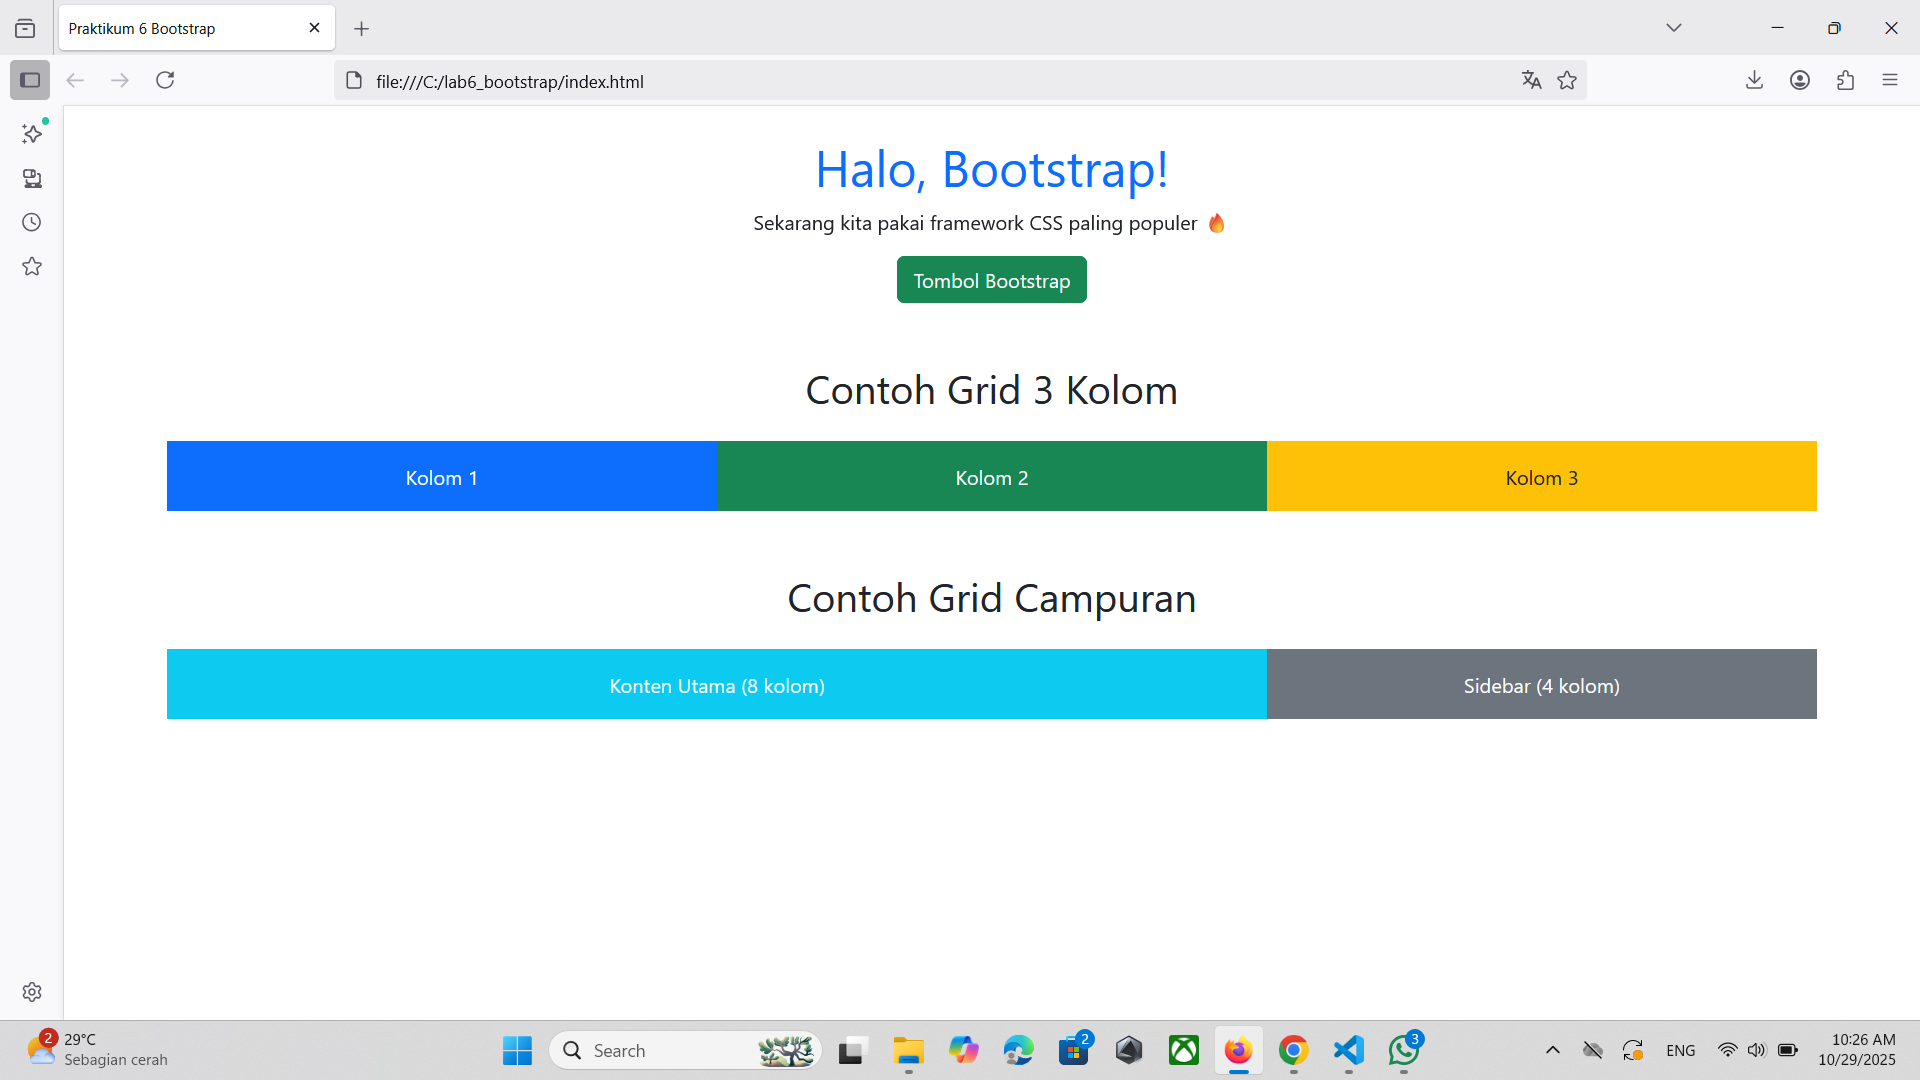 Praktikum 6 Bootstrap
file:///C:/lab6_bootstrap/index.html
Halo, Bootstrap!
Sekarang kita pakai framework CSS paling populer 🔥
Tombol Bootstrap
Contoh Grid 3 Kolom
Kolom 1
Kolom 2
Kolom 3
Contoh Grid Campuran
Konten Utama (8 kolom)
Sidebar (4 kolom)
2
29°C
Sebagian cerah
Search
2
3
ENG
10:26 AM
10/29/2025